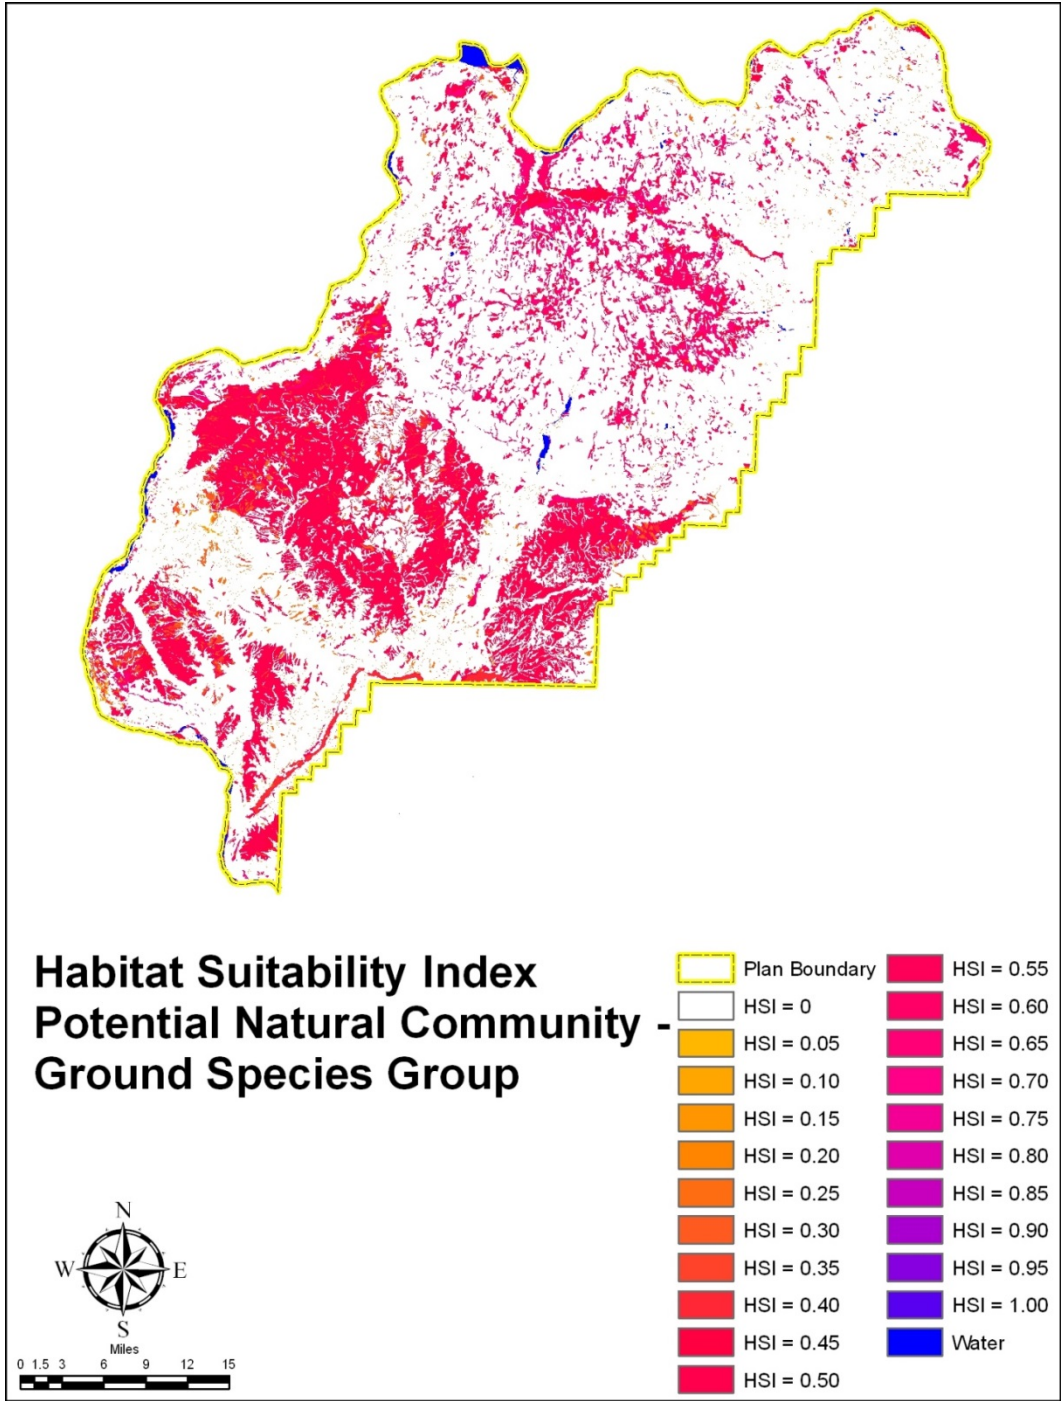 Habitat Suitability Index
Potential Natural Community -
Ground Species Group
Plan Boundary
HSI = 0
HSI = 0.05
HSI = 0.10
HSI = 0.15
HSI = 0.20
HSI = 0.25
HSI = 0.30
HSI = 0.35
HSI = 0.40
HSI = 0.45
HSI = 0.50
HSI = 0.55
HSI = 0.60
HSI = 0.65
HSI = 0.70
HSI = 0.75
HSI = 0.80
HSI = 0.85
HSI = 0.90
HSI = 0.95
HSI = 1.00
Water
N
W E
S
Miles
0 1.5 3 6 9 12 15